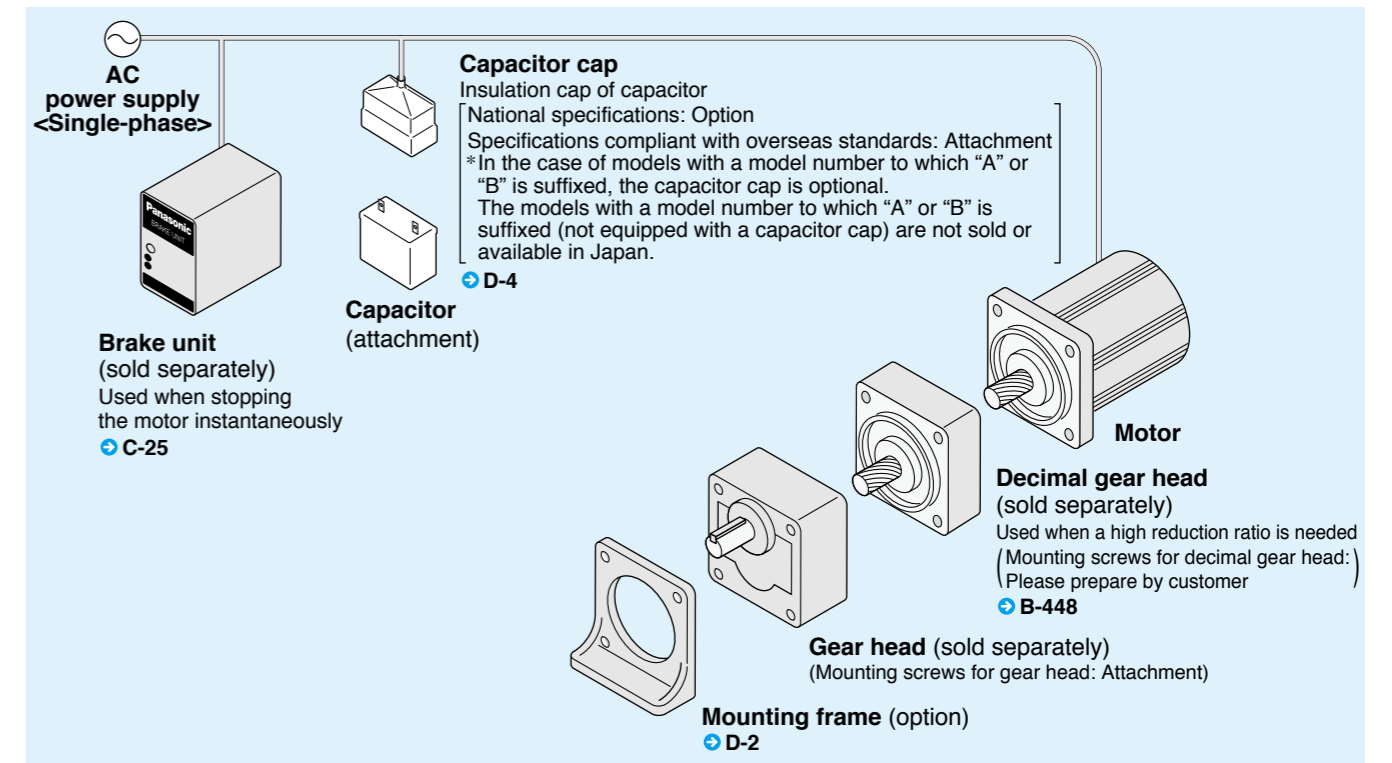 AC
power supply
<Single-phase>
Capacitor cap
Insulation cap of capacitor
National specifications: Option
Specifications compliant with overseas standards: Attachment
*In the case of models with a model number to which “A” or
“B” is suffixed, the capacitor cap is optional.
The models with a model number to which “A” or “B” is
suffixed (not equipped with a capacitor cap) are not sold or
available in Japan.
D-4
Panasonic
BRAKE UNIT
Capacitor
(attachment)
Brake unit
(sold separately)
Used when stopping
the motor instantaneously
C-25
Motor
Decimal gear head
(sold separately)
Used when a high reduction ratio is needed
(Mounting screws for decimal gear head:
Please prepare by customer)
B-448
Gear head (sold separately)
(Mounting screws for gear head: Attachment)
Mounting frame (option)
D-2